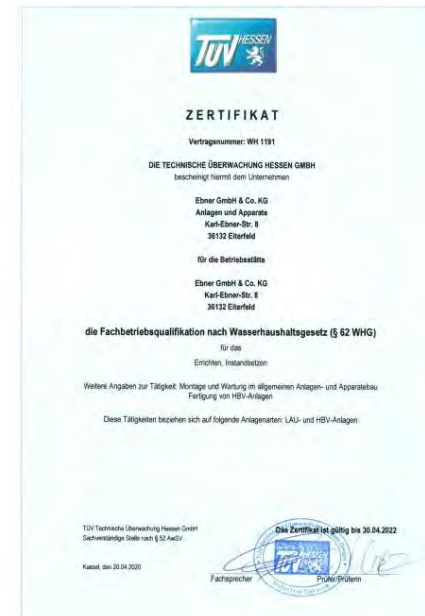 TÜV HESSEN
ZERTIFIKAT
Vertragsnummer: WH 1191
DIE TECHNISCHE ÜBERWACHUNG HESSEN GMBH
bescheinigt hiermit dem Unternehmen
Ebner GmbH & Co. KG
Anlagen und Apparate
Karl-Ebner-Str. 8
36132 Eiterfeld
für die Betriebsstätte
Ebner GmbH & Co. KG
Karl-Ebner-Str. 8
36132 Eiterfeld
die Fachbetriebsqualifikation nach Wasserhaushaltsgesetz (§ 62 WHG)
für das
Errichten, Instandsetzen
Weitere Angaben zur Tätigkeit: Montage und Wartung im allgemeinen Anlagen- und Apparatebau
Fertigung von HBV-Anlagen
Diese Tätigkeiten beziehen sich auf folgende Anlagenarten: LAU- und HBV-Anlagen
TÜV Technische Überwachung Hessen GmbH
Sachverständige Stelle nach § 52 AwSV
Das Zertifikat ist gültig bis 30.04.2022
Kassel, den 20.04.2020
Fachsprecher
Prüfer/Prüferin